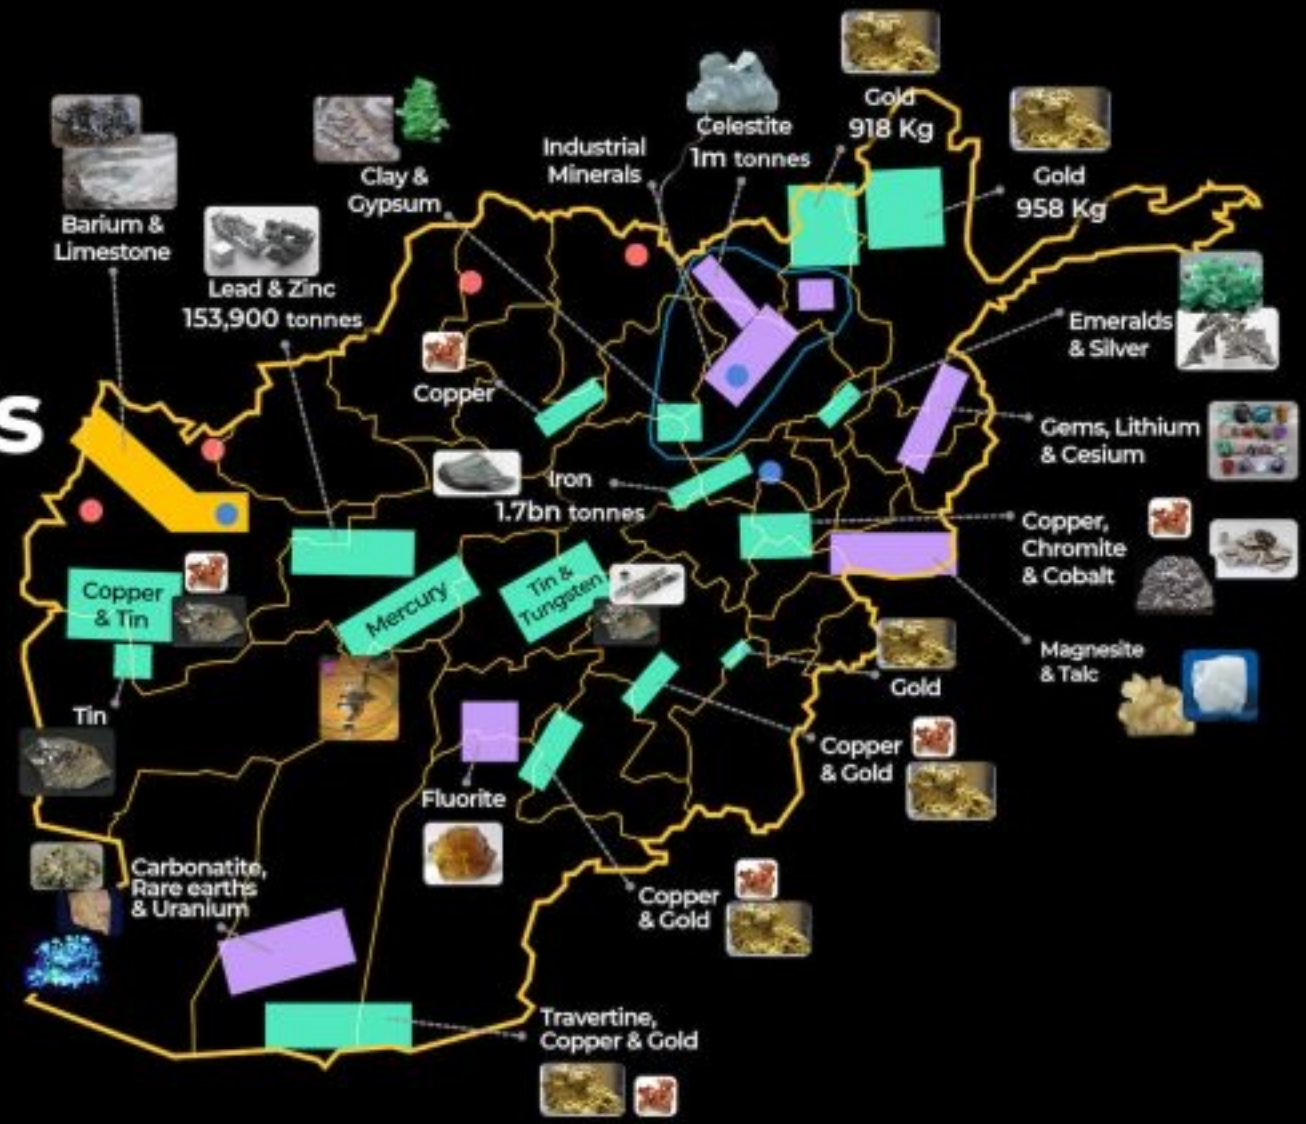 Gold
918 Kg
Gold
958 Kg
Celestite
1m tonnes
Industrial
Minerals
Clay &
Gypsum
Barium &
Limestone
Lead & Zinc
153,900 tonnes
Emeralds
& Silver
Copper
s
Gems, Lithium
& Cesium
Iron
1.7bn tonnes
Copper,
Chromite
& Cobalt
Copper
& Tin
Mercury
Tin &
Tungsten
Magnesite
& Talc
Gold
Tin
Copper
& Gold
Fluorite
Carbonatite,
Rare earths
& Uranium
Copper
& Gold
Travertine,
Copper & Gold